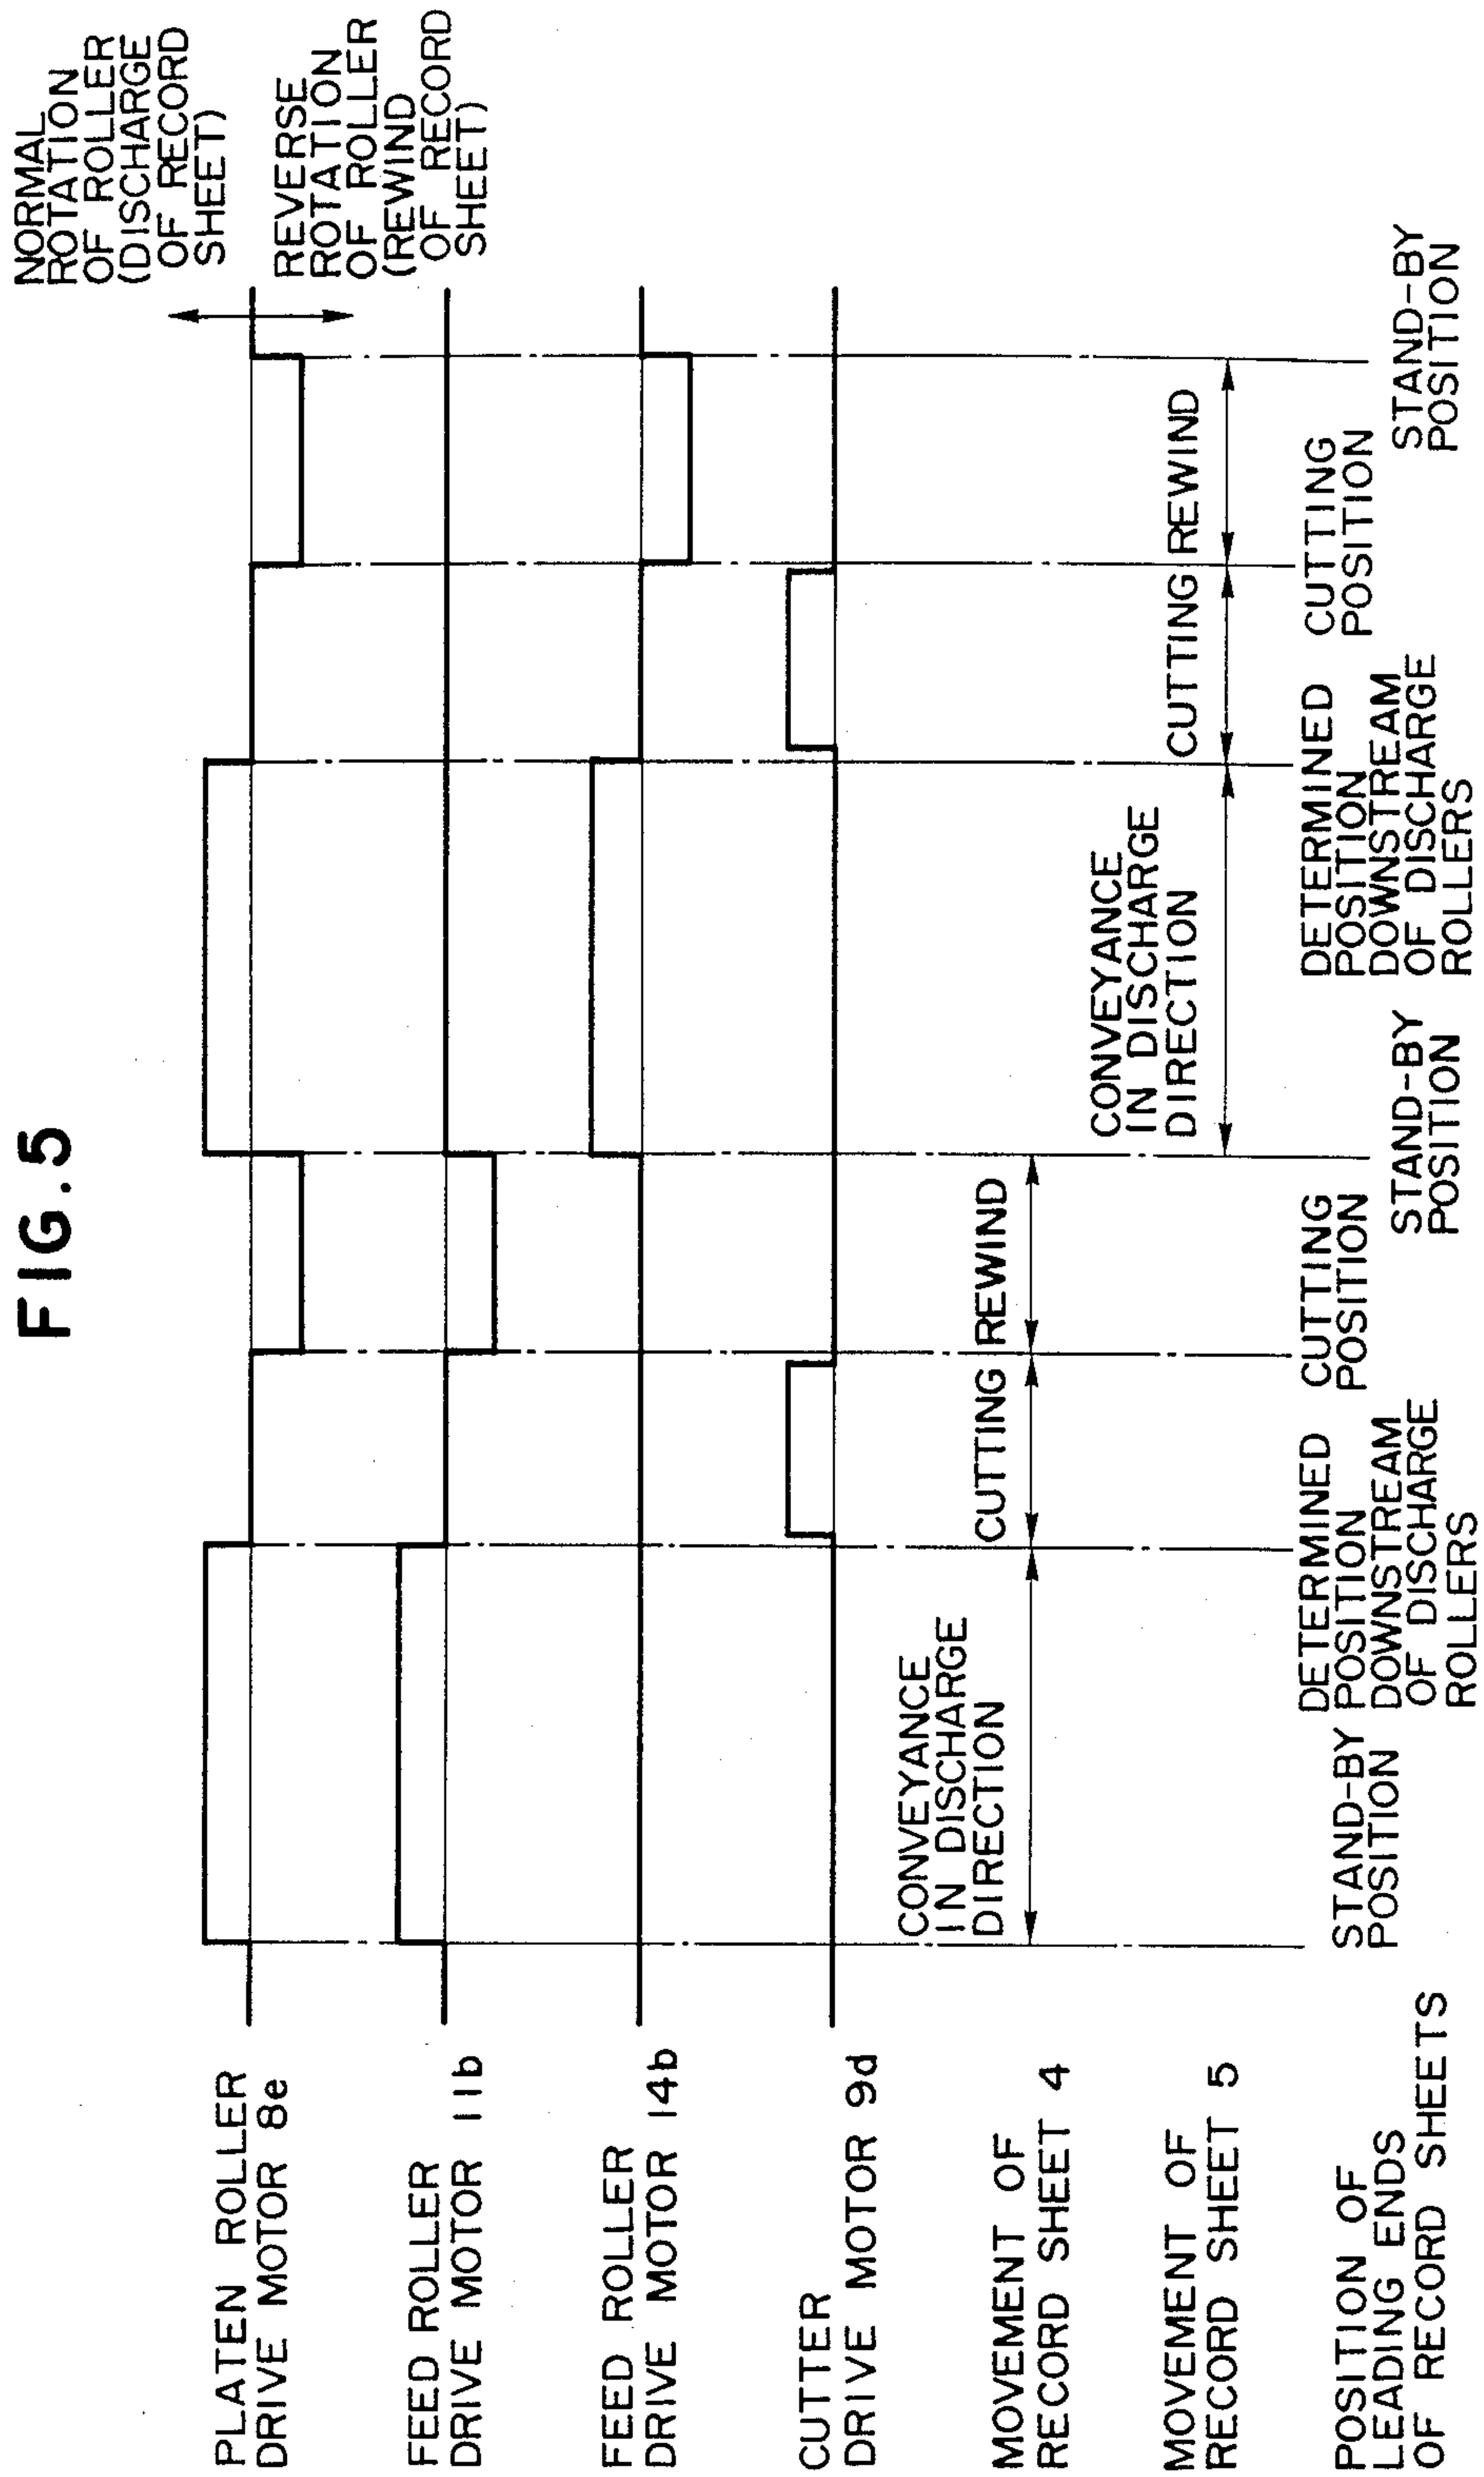 FIG.5
NORMAL
ROTATION
OF ROLLER
(DISCHARGE
OF RECORD
SHEET)
REVERSE
ROTATION
OF ROLLER
(REWIND
OF RECORD
SHEET)
PLATEN ROLLER
DRIVE MOTOR 8e
FEED ROLLER
DRIVE MOTOR 11b
FEED ROLLER
DRIVE MOTOR 14b
CUTTER
DRIVE MOTOR 9d
MOVEMENT OF
RECORD SHEET 4
CONVEYANCE
IN DISCHARGE
DIRECTION
CUTTING
REWIND
MOVEMENT OF
RECORD SHEET 5
CONVEYANCE
IN DISCHARGE
DIRECTION
CUTTING
REWIND
POSITION OF
LEADING ENDS
OF RECORD SHEETS
STAND-BY
POSITION
DETERMINED
POSITION
DOWNSTREAM
OF DISCHARGE
ROLLERS
CUTTING
POSITION
STAND-BY
POSITION
DETERMINED
POSITION
DOWNSTREAM
OF DISCHARGE
ROLLERS
CUTTING
POSITION
STAND-BY
POSITION